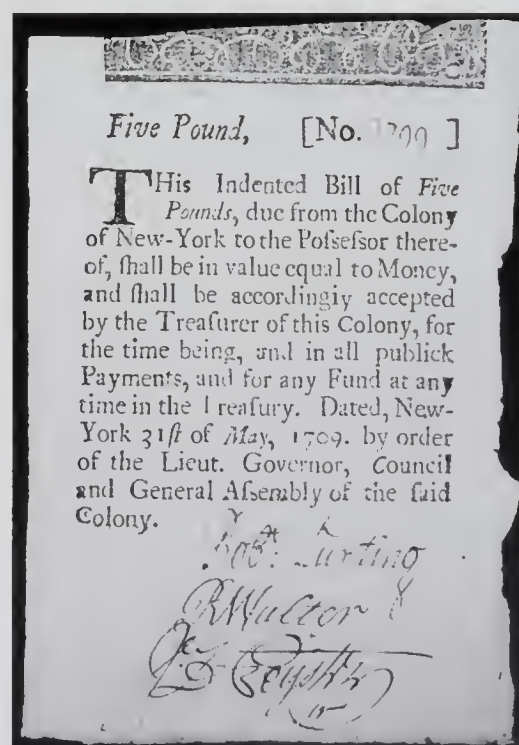 Five Pound, [No. ]
THis Indented Bill of Five
Pounds, due from the Colony
of New-York to the Poſseſsor there-
of, ſhall be in value equal to Money,
and ſhall be accordingly accepted
by the Treaſurer of this Colony, for
the time being, and in all publick
Payments, and for any Fund at any
time in the Treaſury. Dated, New-
York 31ſt of May, 1709. by order
of the Lieut. Governor, Council
and General Aſsembly of the ſaid
Colony.
Robt. Lurting
R Walter